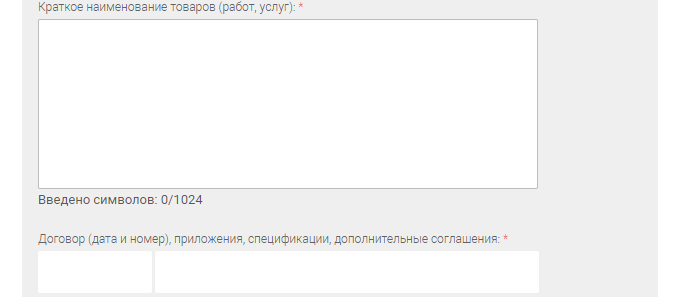 Краткое наименование товаров (работ, услуг): *
Введено символов: 0/1024
Договор (дата и номер), приложения, спецификации, дополнительные соглашения: *